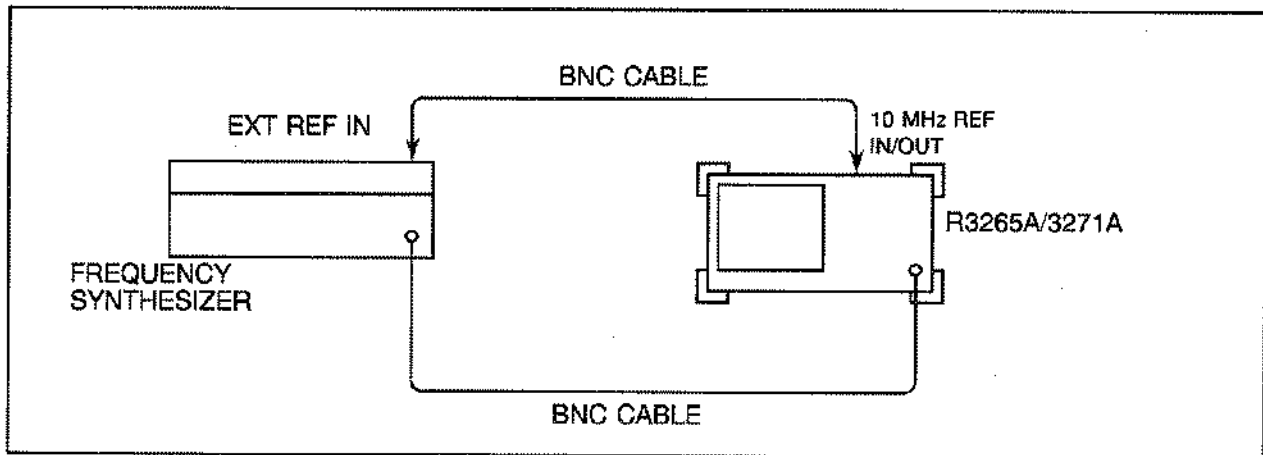 BNC CABLE
EXT REF IN
10 MHz REF
IN/OUT
R3265A/3271A
FREQUENCY
SYNTHESIZER
BNC CABLE